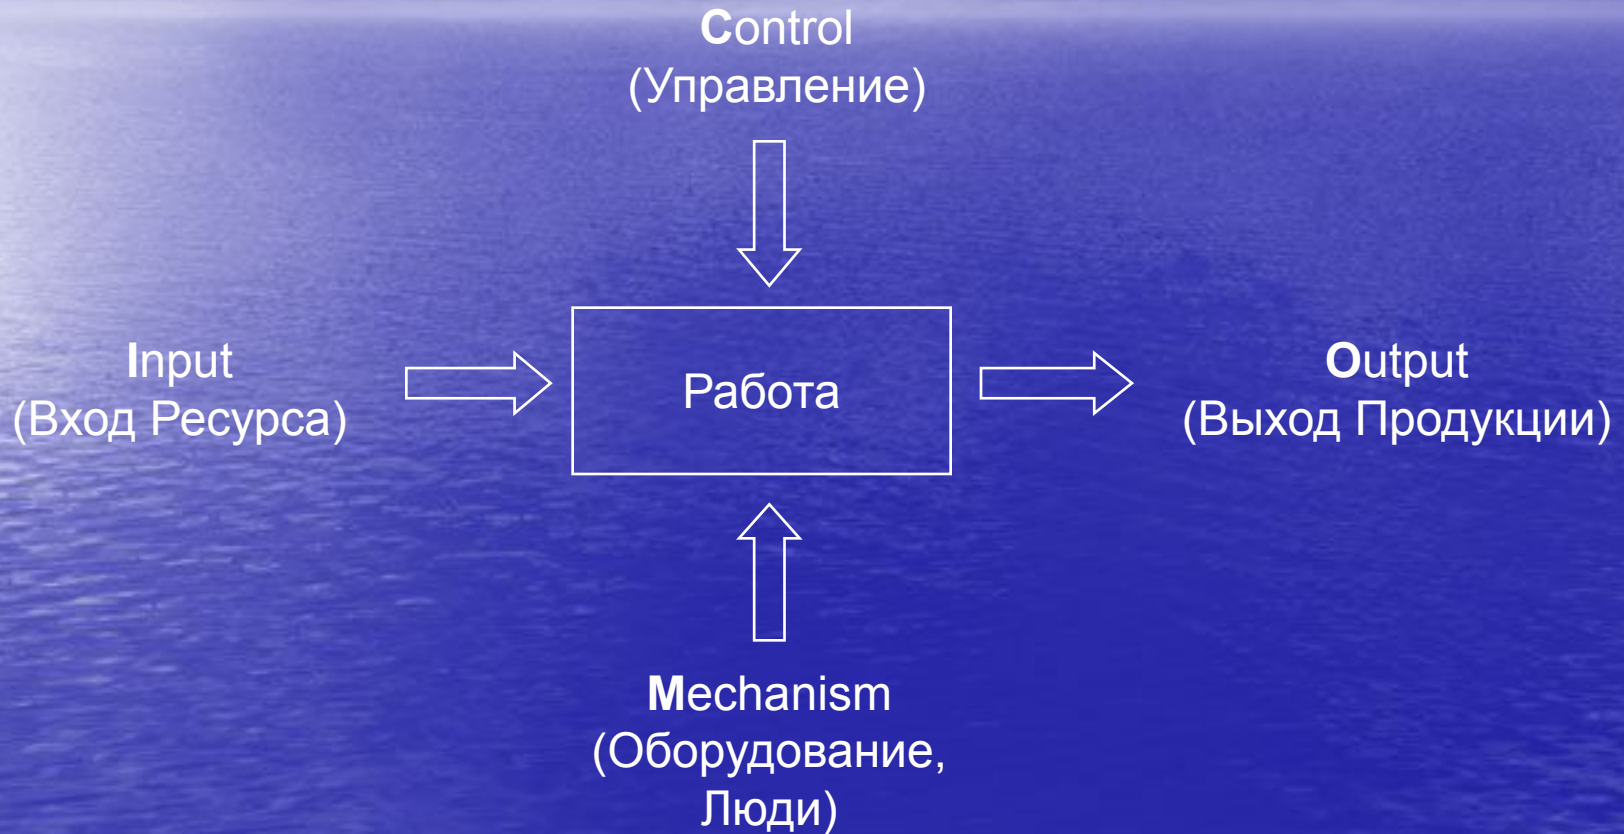 Control
(Управление)
Input
(Вход Ресурса)
Работа
Output
(Выход Продукции)
Mechanism
(Оборудование,
Люди)